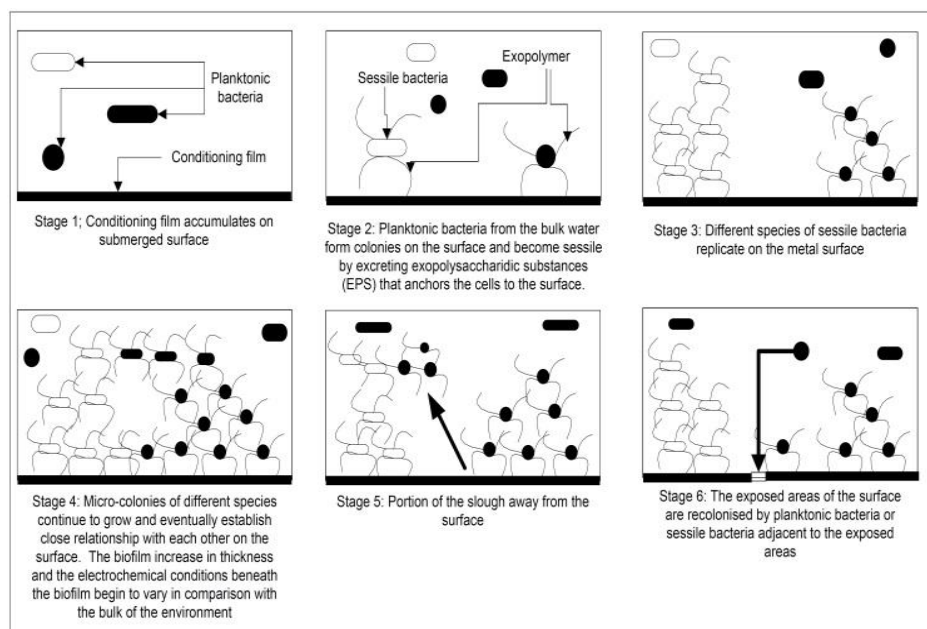 Planktonic
bacteria
Conditioning film
Stage 1; Conditioning film accumulates on
submerged surface
Exopolymer
Sessile bacteria
Stage 2: Planktonic bacteria from the bulk water
form colonies on the surface and become sessile
by excreting exopolysaccharidic substances
(EPS) that anchors the cells to the surface.
Stage 3: Different species of sessile bacteria
replicate on the metal surface
Stage 4: Micro-colonies of different species
continue to grow and eventually establish
close relationship with each other on the
surface. The biofilm increase in thickness
and the electrochemical conditions beneath
the biofilm begin to vary in comparison with
the bulk of the environment
Stage 5: Portion of the slough away from the
surface
Stage 6: The exposed areas of the surface
are recolonised by planktonic bacteria or
sessile bacteria adjacent to the exposed
areas